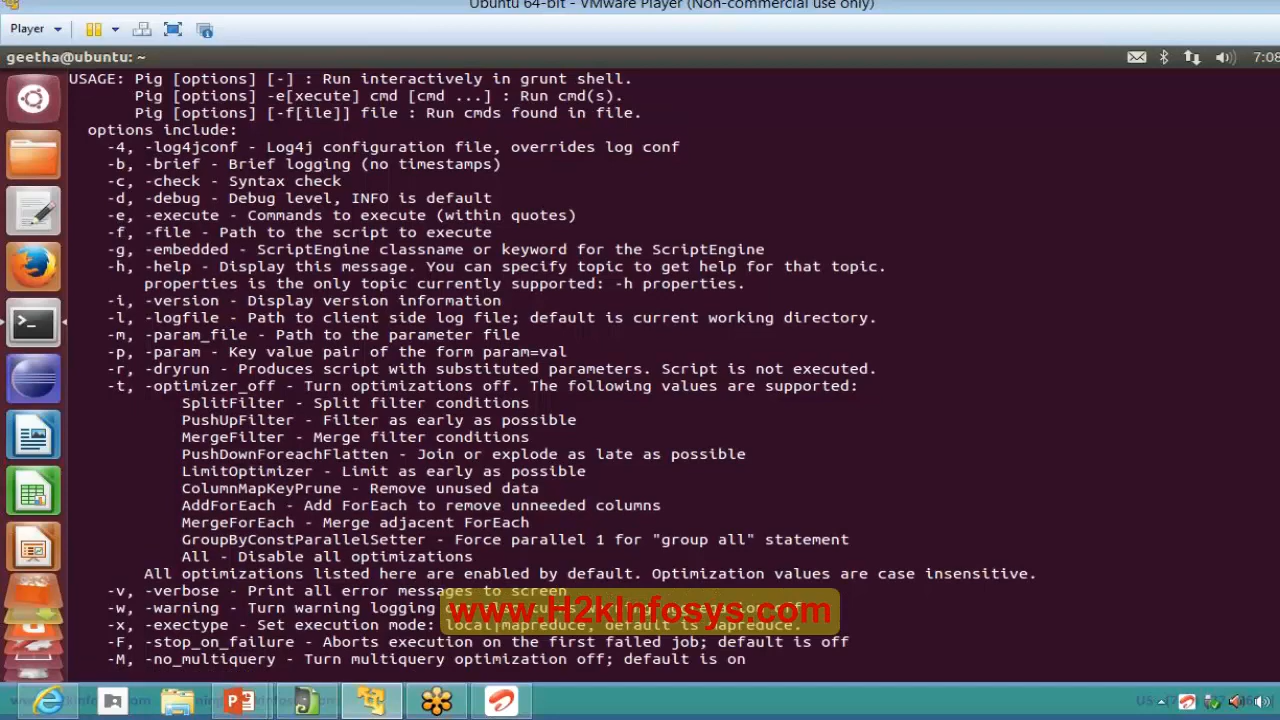 Ubuntu 64-bit - VMware Player (Non-commercial use only)
Player
geetha@ubuntu: ~
7:08
USAGE: Pig [options] [-] : Run interactively in grunt shell.
Pig [options] -e[xecute] cmd [cmd ...] : Run cmd(s).
Pig [options] [-f[ile]] file : Run cmds found in file.
options include:
-4, -log4jconf - Log4j configuration file, overrides log conf
-b, -brief - Brief logging (no timestamps)
-c, -check - Syntax check
-d, -debug - Debug level, INFO is default
-e, -execute - Commands to execute (within quotes)
-f, -file - Path to the script to execute
-g, -embedded - ScriptEngine classname or keyword for the ScriptEngine
-h, -help - Display this message. You can specify topic to get help for that topic.
properties is the only topic currently supported: -h properties.
-i, -version - Display version information
-l, -logfile - Path to client side log file; default is current working directory.
-m, -param_file - Path to the parameter file
-p, -param - Key value pair of the form param=val
-r, -dryrun - Produces script with substituted parameters. Script is not executed.
-t, -optimizer_off - Turn optimizations off. The following values are supported:
SplitFilter - Split filter conditions
PushUpFilter - Filter as early as possible
MergeFilter - Merge filter conditions
PushDownForeachFlatten - Join or explode as late as possible
LimitOptimizer - Limit as early as possible
ColumnMapKeyPrune - Remove unused data
AddForEach - Add ForEach to remove unneeded columns
MergeForEach - Merge adjacent ForEach
GroupByConstParallelSetter - Force parallel 1 for "group all" statement
All - Disable all optimizations
All optimizations listed here are enabled by default. Optimization values are case insensitive.
-v, -verbose - Print all error messages to screen
-w, -warning - Turn warning logging
www.H2kInfosys.com
-x, -exectype - Set execution mode: local|mapreduce, default is mapreduce.
-F, -stop_on_failure - Aborts execution on the first failed job; default is off
-M, -no_multiquery - Turn multiquery optimization off; default is on
US